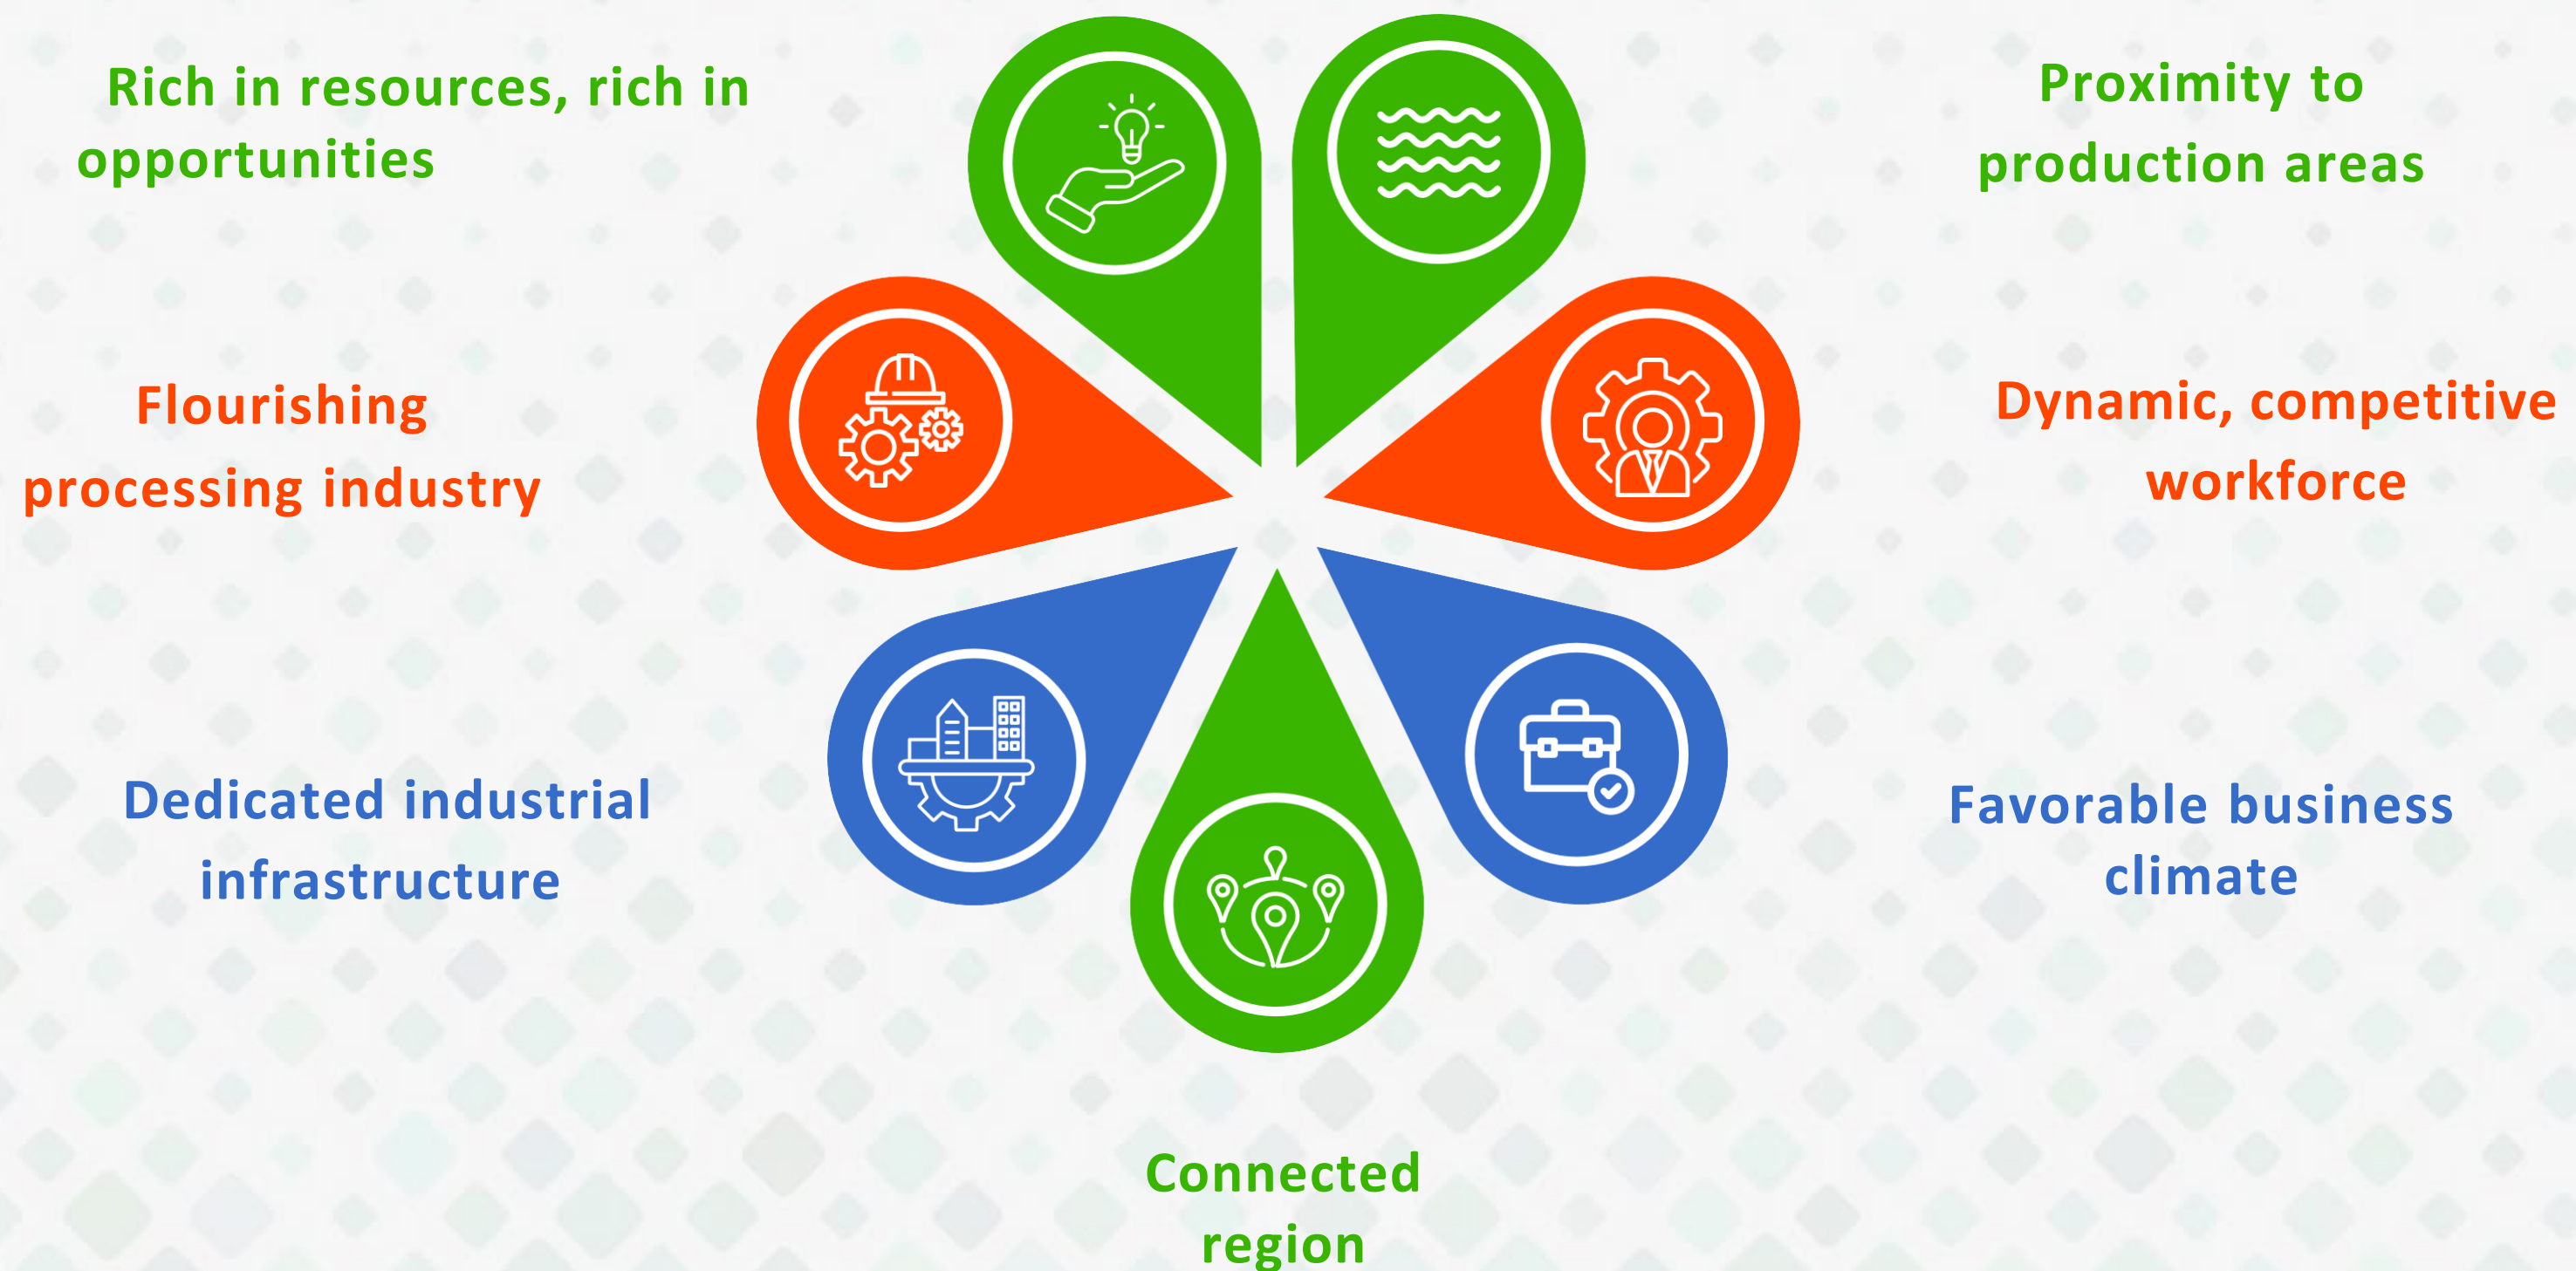 Rich in resources, rich in
opportunities
Proximity to
production areas
Flourishing
processing industry
Dynamic, competitive
workforce
Dedicated industrial
infrastructure
Favorable business
climate
Connected
region